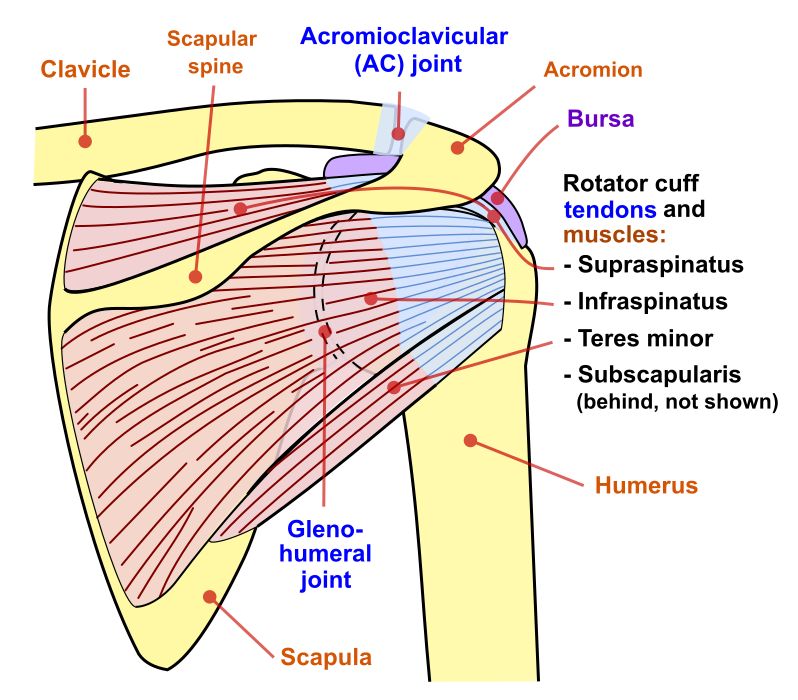 Acromioclavicular
(AC) joint
Scapular
spine
Clavicle
Acromion
Bursa
Rotator cuff
tendons and
muscles:
- Supraspinatus
- Infraspinatus
- Teres minor
- Subscapularis
(behind, not shown)
Humerus
Gleno-
humeral
joint
Scapula